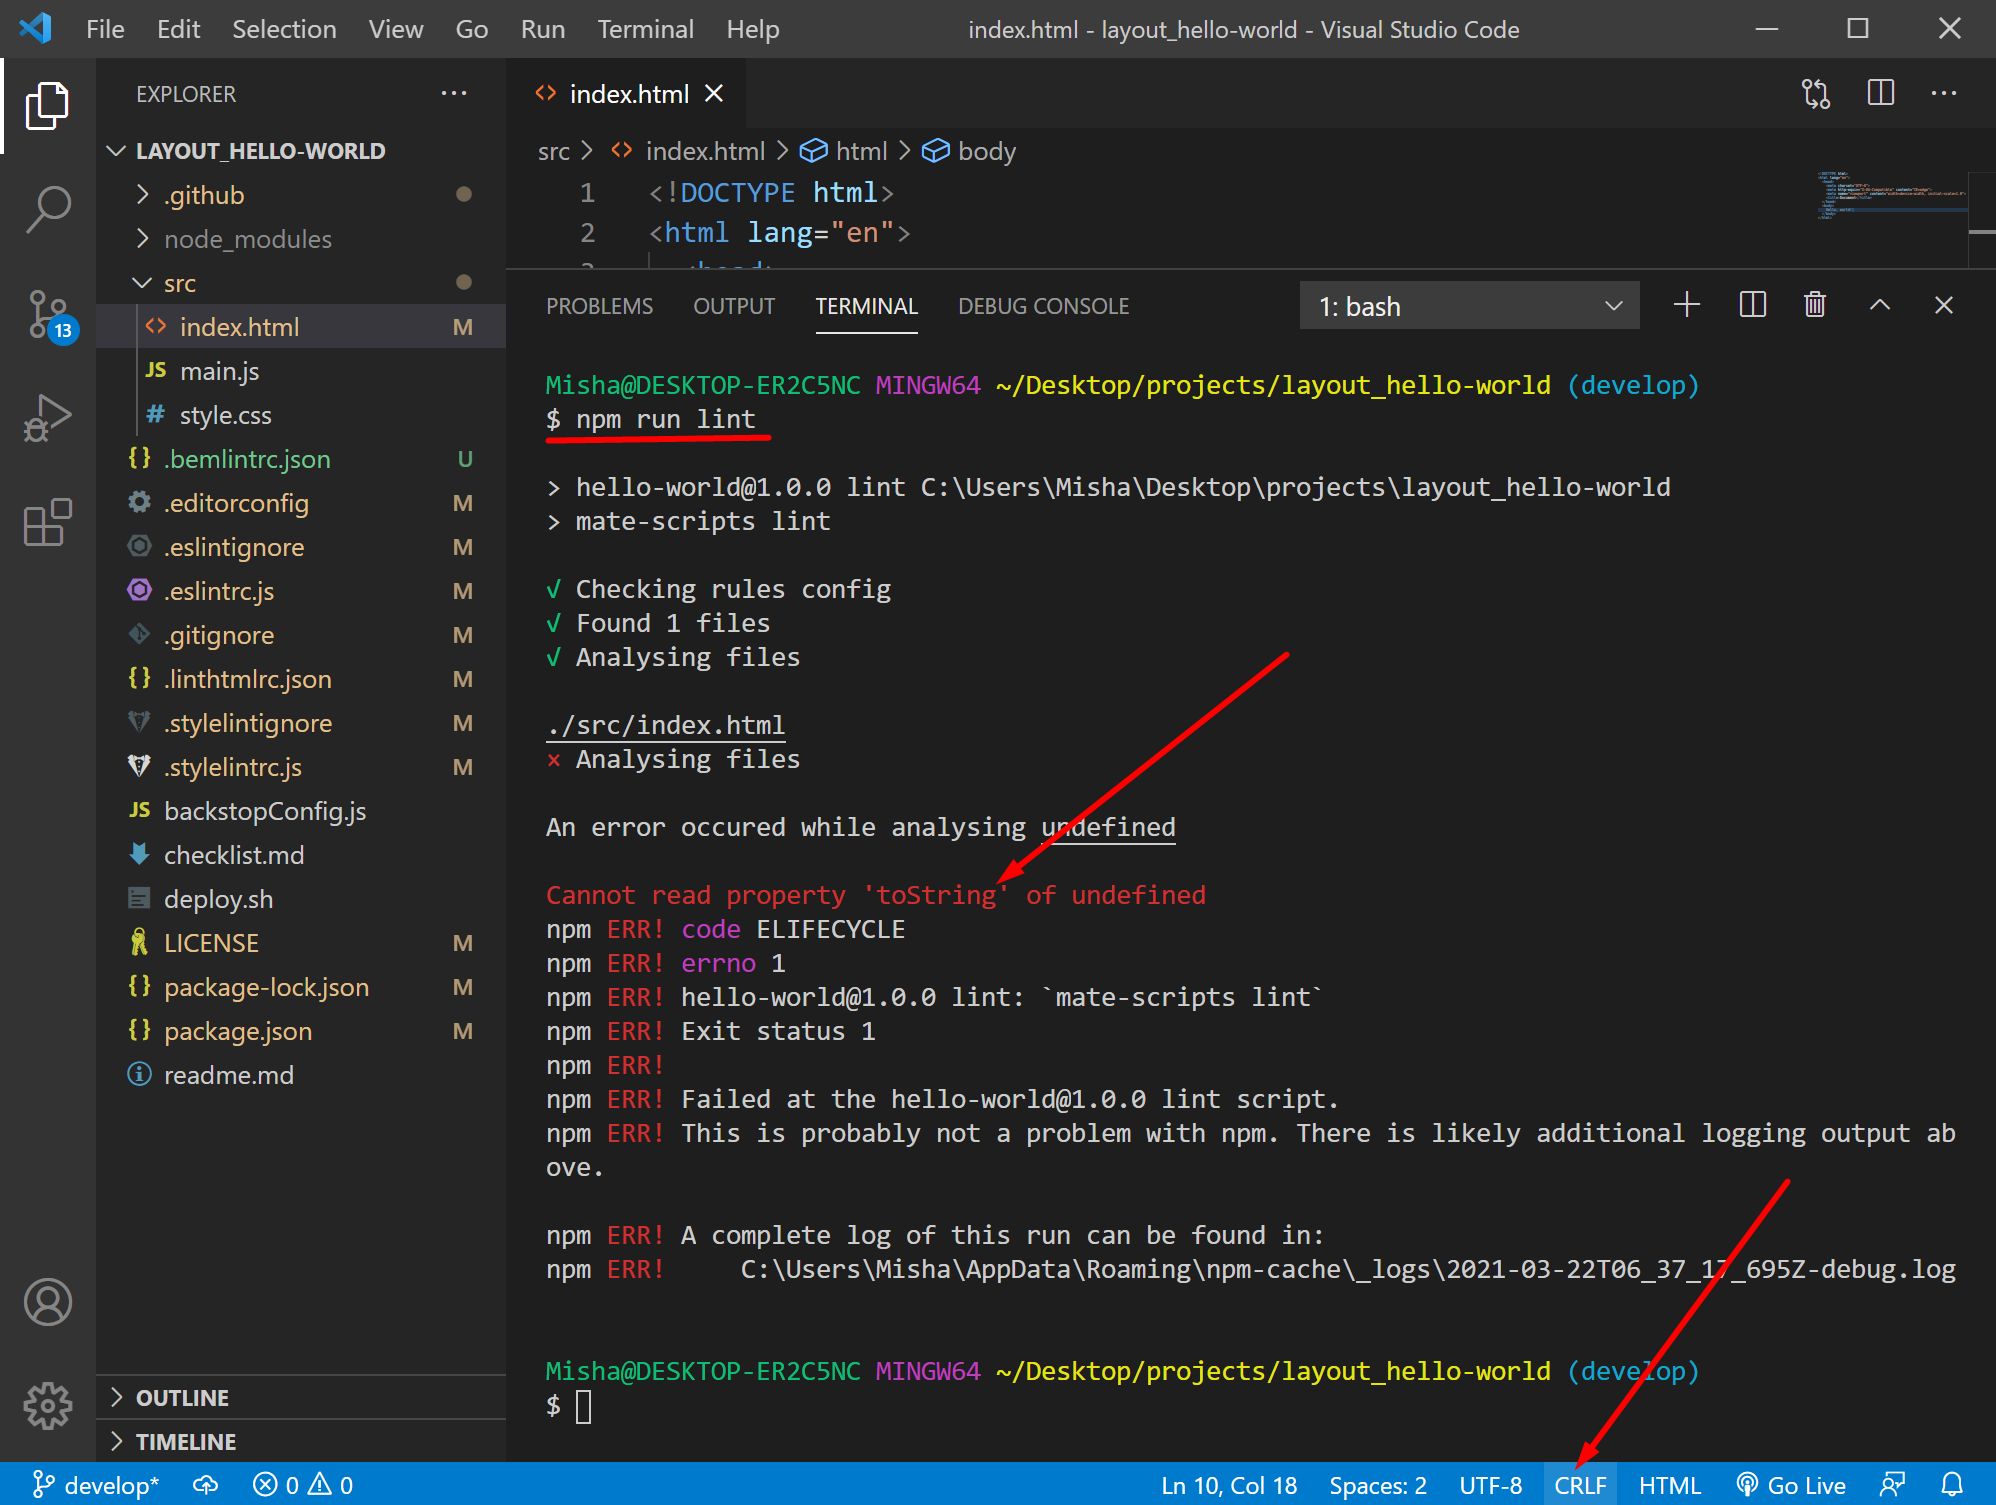 File Edit Selection View Go Run Terminal Help
index.html - layout_hello-world - Visual Studio Code
EXPLORER
LAYOUT_HELLO-WORLD
.github
node_modules
src
index.html M
main.js
style.css
.bemlintrc.json U
.editorconfig M
.eslintignore M
.eslintrc.js M
.gitignore M
.linthtmlrc.json M
.stylelintignore M
.stylelintrc.js M
backstopConfig.js
checklist.md
deploy.sh
LICENSE M
package-lock.json M
package.json M
readme.md
OUTLINE
TIMELINE
13
index.html
src > index.html > html > body
1 <!DOCTYPE html>
2 <html lang="en">
3 <head>
PROBLEMS OUTPUT TERMINAL DEBUG CONSOLE
1: bash
Misha@DESKTOP-ER2C5NC MINGW64 ~/Desktop/projects/layout_hello-world (develop)
$ npm run lint
> hello-world@1.0.0 lint C:\Users\Misha\Desktop\projects\layout_hello-world
> mate-scripts lint
√ Checking rules config
√ Found 1 files
√ Analysing files
./src/index.html
× Analysing files
An error occured while analysing undefined
Cannot read property 'toString' of undefined
npm ERR! code ELIFECYCLE
npm ERR! errno 1
npm ERR! hello-world@1.0.0 lint: `mate-scripts lint`
npm ERR! Exit status 1
npm ERR!
npm ERR! Failed at the hello-world@1.0.0 lint script.
npm ERR! This is probably not a problem with npm. There is likely additional logging output ab
ove.
npm ERR! A complete log of this run can be found in:
npm ERR!     C:\Users\Misha\AppData\Roaming\npm-cache\_logs\2021-03-22T06_37_17_695Z-debug.log
Misha@DESKTOP-ER2C5NC MINGW64 ~/Desktop/projects/layout_hello-world (develop)
$
develop* 0 0 Ln 10, Col 18 Spaces: 2 UTF-8 CRLF HTML Go Live